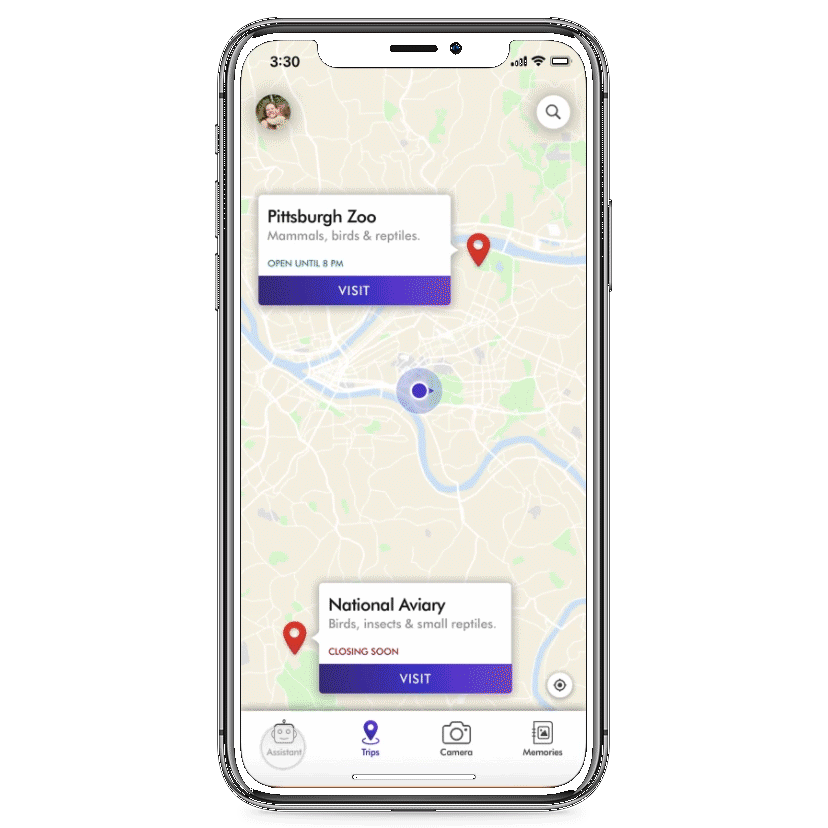 3:30
Pittsburgh Zoo
Mammals, birds & reptiles.
OPEN UNTIL 8 PM
VISIT
National Aviary
Birds, insects & small reptiles.
CLOSING SOON
VISIT
Assistant
Trips
Camera
Memories